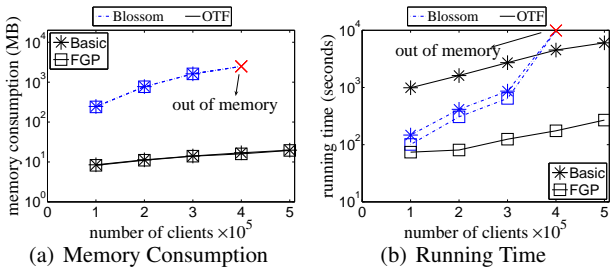 Blossom OTF
Basic
FGP
out of memory
memory consumption (MB)
10^4
10^3
10^2
10^1
10^0
0 1 2 3 4 5
number of clients ×10^5
(a) Memory Consumption
Blossom OTF
out of memory
Basic
FGP
running time (seconds)
10^4
10^3
10^2
10^1
0 1 2 3 4 5
number of clients ×10^5
(b) Running Time